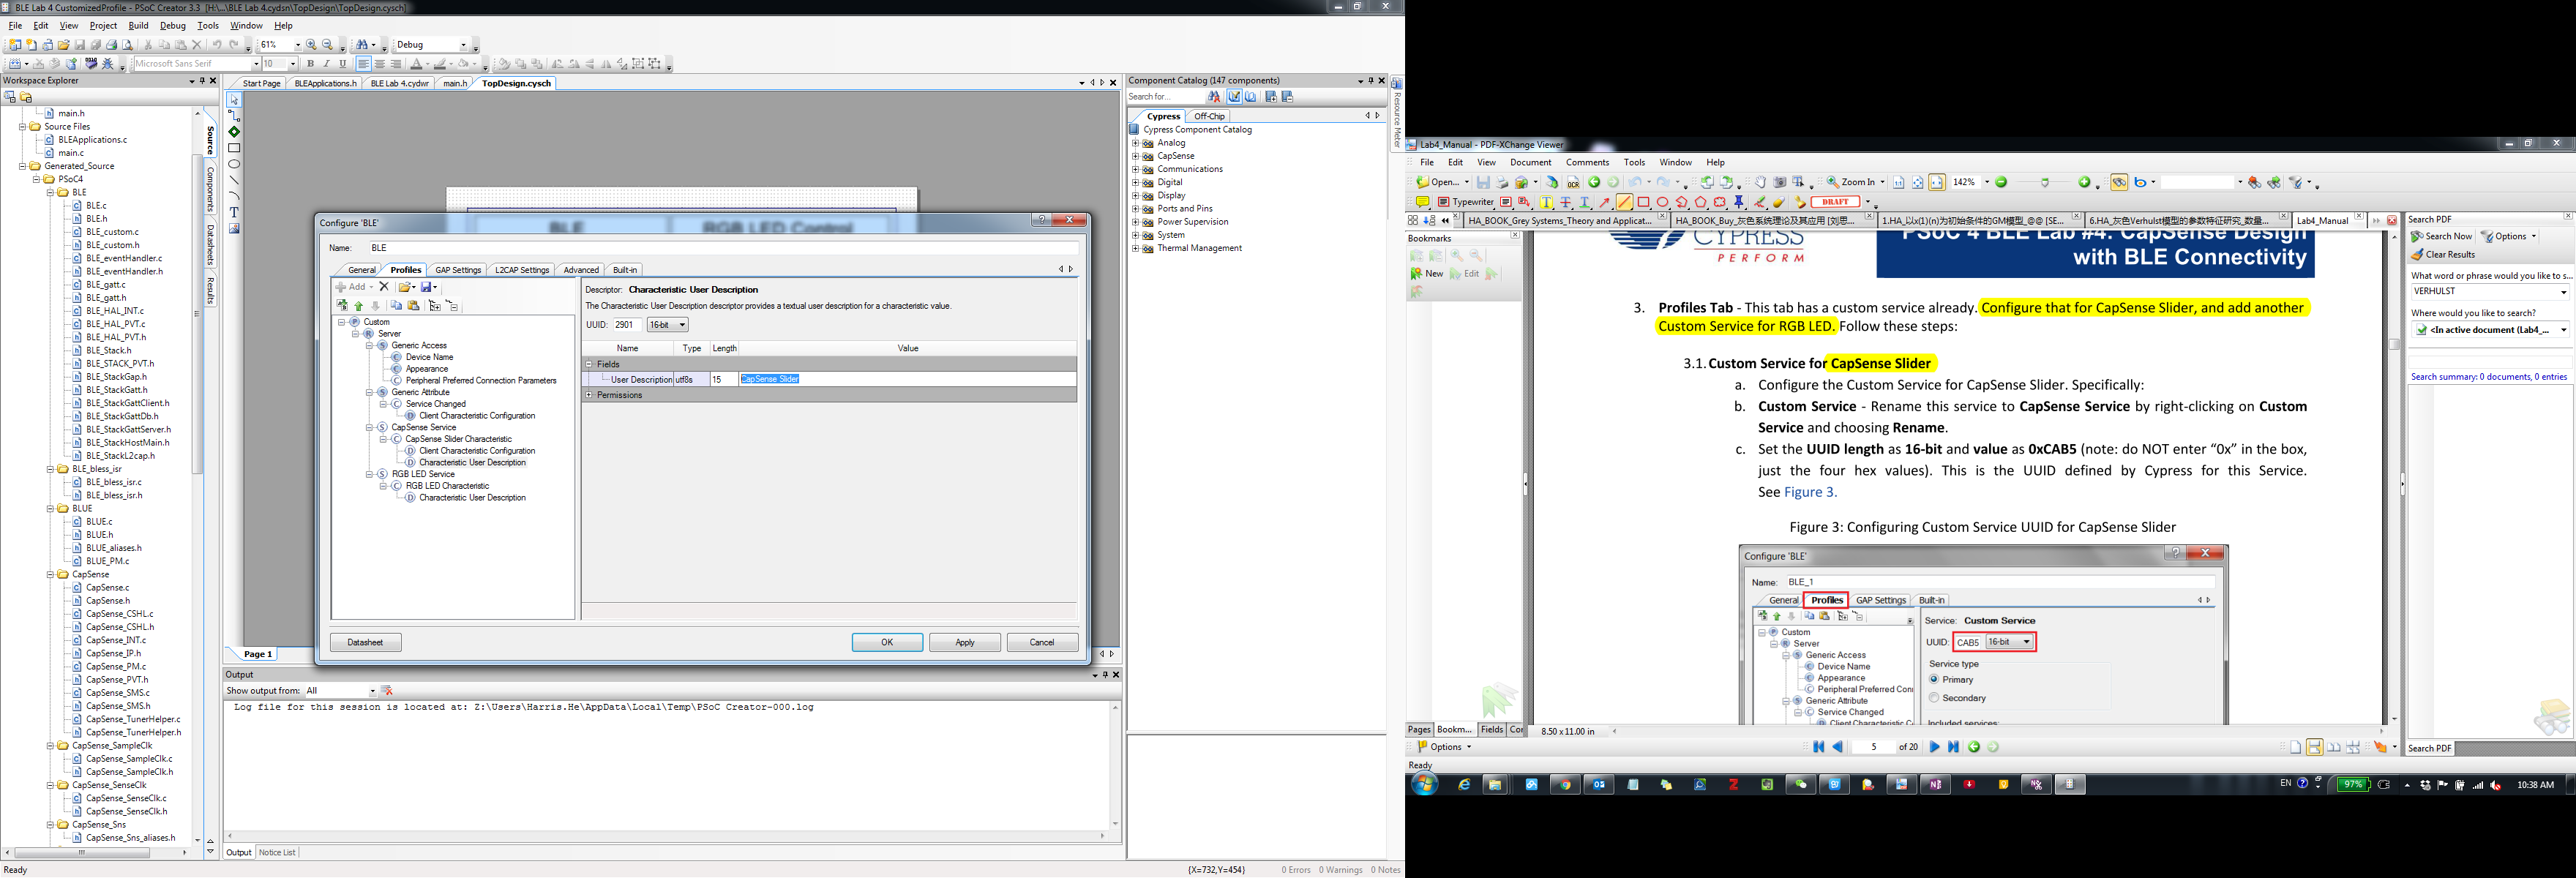 BLE Lab 4 CustomizedProfile - PSoC Creator 3.3 [H:\...\BLE Lab 4.cydsn\TopDesign\TopDesign.cysch]
File Edit View Project Build Debug Tools Window Help
61% Debug
Microsoft Sans Serif 10 B I U
Workspace Explorer
main.h
Source Files
BLEApplications.c
main.c
Generated_Source
PSoC4
BLE
BLE.c
BLE.h
BLE_custom.c
BLE_custom.h
BLE_eventHandler.c
BLE_eventHandler.h
BLE_gatt.c
BLE_gatt.h
BLE_HAL_INT.c
BLE_HAL_PVT.c
BLE_HAL_PVT.h
BLE_Stack.h
BLE_STACK_PVT.h
BLE_StackGap.h
BLE_StackGatt.h
BLE_StackGattClient.h
BLE_StackGattDb.h
BLE_StackGattServer.h
BLE_StackHostMain.h
BLE_StackL2cap.h
BLE_bless_isr
BLE_bless_isr.c
BLE_bless_isr.h
BLUE
BLUE.c
BLUE.h
BLUE_aliases.h
BLUE_PM.c
CapSense
CapSense.c
CapSense.h
CapSense_CSHL.c
CapSense_CSHL.h
CapSense_INT.c
CapSense_IP.h
CapSense_PM.c
CapSense_PVT.h
CapSense_SMS.c
CapSense_SMS.h
CapSense_TunerHelper.c
CapSense_TunerHelper.h
CapSense_SampleClk
CapSense_SampleClk.c
CapSense_SampleClk.h
CapSense_SenseClk
CapSense_SenseClk.c
CapSense_SenseClk.h
CapSense_Sns
CapSense_Sns_aliases.h
Source
Components
Datasheets
Results
Start Page BLEApplications.h BLE Lab 4.cydwr main.h TopDesign.cysch
BLE RGB LED Control
Configure 'BLE'
Name: BLE
General Profiles GAP Settings L2CAP Settings Advanced Built-in
Add
Custom
Server
Generic Access
Device Name
Appearance
Peripheral Preferred Connection Parameters
Generic Attribute
Service Changed
Client Characteristic Configuration
CapSense Service
CapSense Slider Characteristic
Client Characteristic Configuration
Characteristic User Description
RGB LED Service
RGB LED Characteristic
Characteristic User Description
Descriptor: Characteristic User Description
The Characteristic User Description descriptor provides a textual user description for a characteristic value.
UUID: 2901 16-bit
Name Type Length Value
Fields
User Description utf8s 15 CapSense Slider
Permissions
Datasheet OK Apply Cancel
Page 1
Output
Show output from: All
Log file for this session is located at: Z:\Users\Harris.He\AppData\Local\Temp\PSoC Creator-000.log
Output Notice List
Ready {X=732,Y=454} 0 Errors 0 Warnings 0 Notes
Component Catalog (147 components)
Search for...
Cypress Off-Chip
Cypress Component Catalog
Analog
CapSense
Communications
Digital
Display
Ports and Pins
Power Supervision
System
Thermal Management
Resource Meter
Lab4_Manual - PDF-XChange Viewer
File Edit View Document Comments Tools Window Help
Open... OCR Zoom In 142%
Typewriter DRAFT
HA_BOOK_Grey Systems_Theory and Applicat... HA_BOOK_Buy_灰色系统理论及其应用 [刘思... 1.HA_以x(1)(n)为初始条件的GM模型_@@ [SE... 6.HA_灰色Verhulst模型的参数特征研究_数量... Lab4_Manual
Bookmarks
New Edit
CYPRESS
PERFORM
PSoC 4 BLE Lab #4: CapSense Design
with BLE Connectivity
3. Profiles Tab - This tab has a custom service already. Configure that for CapSense Slider, and add another
Custom Service for RGB LED. Follow these steps:
3.1. Custom Service for CapSense Slider
a. Configure the Custom Service for CapSense Slider. Specifically:
b. Custom Service - Rename this service to CapSense Service by right-clicking on Custom
Service and choosing Rename.
c. Set the UUID length as 16-bit and value as 0xCAB5 (note: do NOT enter “0x” in the box,
just the four hex values). This is the UUID defined by Cypress for this Service.
See Figure 3.
Figure 3: Configuring Custom Service UUID for CapSense Slider
Configure 'BLE'
Name: BLE_1
General Profiles GAP Settings Built-in
Custom
Server
Generic Access
Device Name
Appearance
Peripheral Preferred Conn
Generic Attribute
Service Changed
Client Characteristic C
Service: Custom Service
UUID: CAB5 16-bit
Service type
Primary
Secondary
Included services:
Pages Bookm... Fields Con
8.50 x 11.00 in
Options 5 of 20
Ready
Search PDF
Search Now Options
Clear Results
What word or phrase would you like to s...
VERHULST
Where would you like to search?
<In active document (Lab4_...
Search summary: 0 documents, 0 entries
Search PDF
EN 97% 10:38 AM